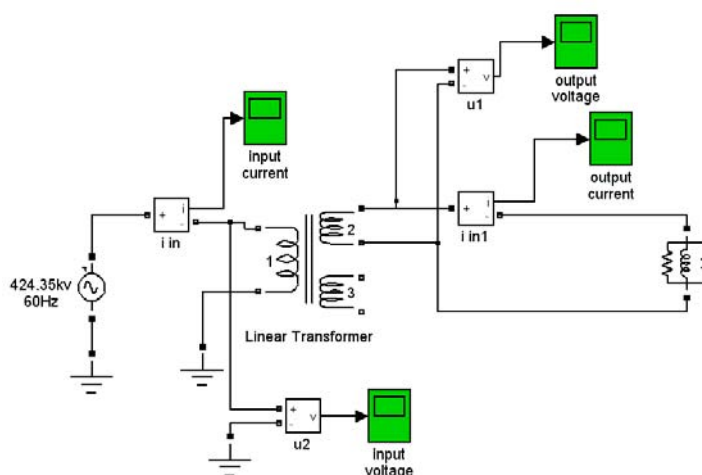 +
-
v
u1
output
voltage
input
current
output
current
+
i
-
i in
+
i
-
i in1
424.35kv
60Hz
1
2
3
Linear Transformer
+
-
v
u2
input
voltage